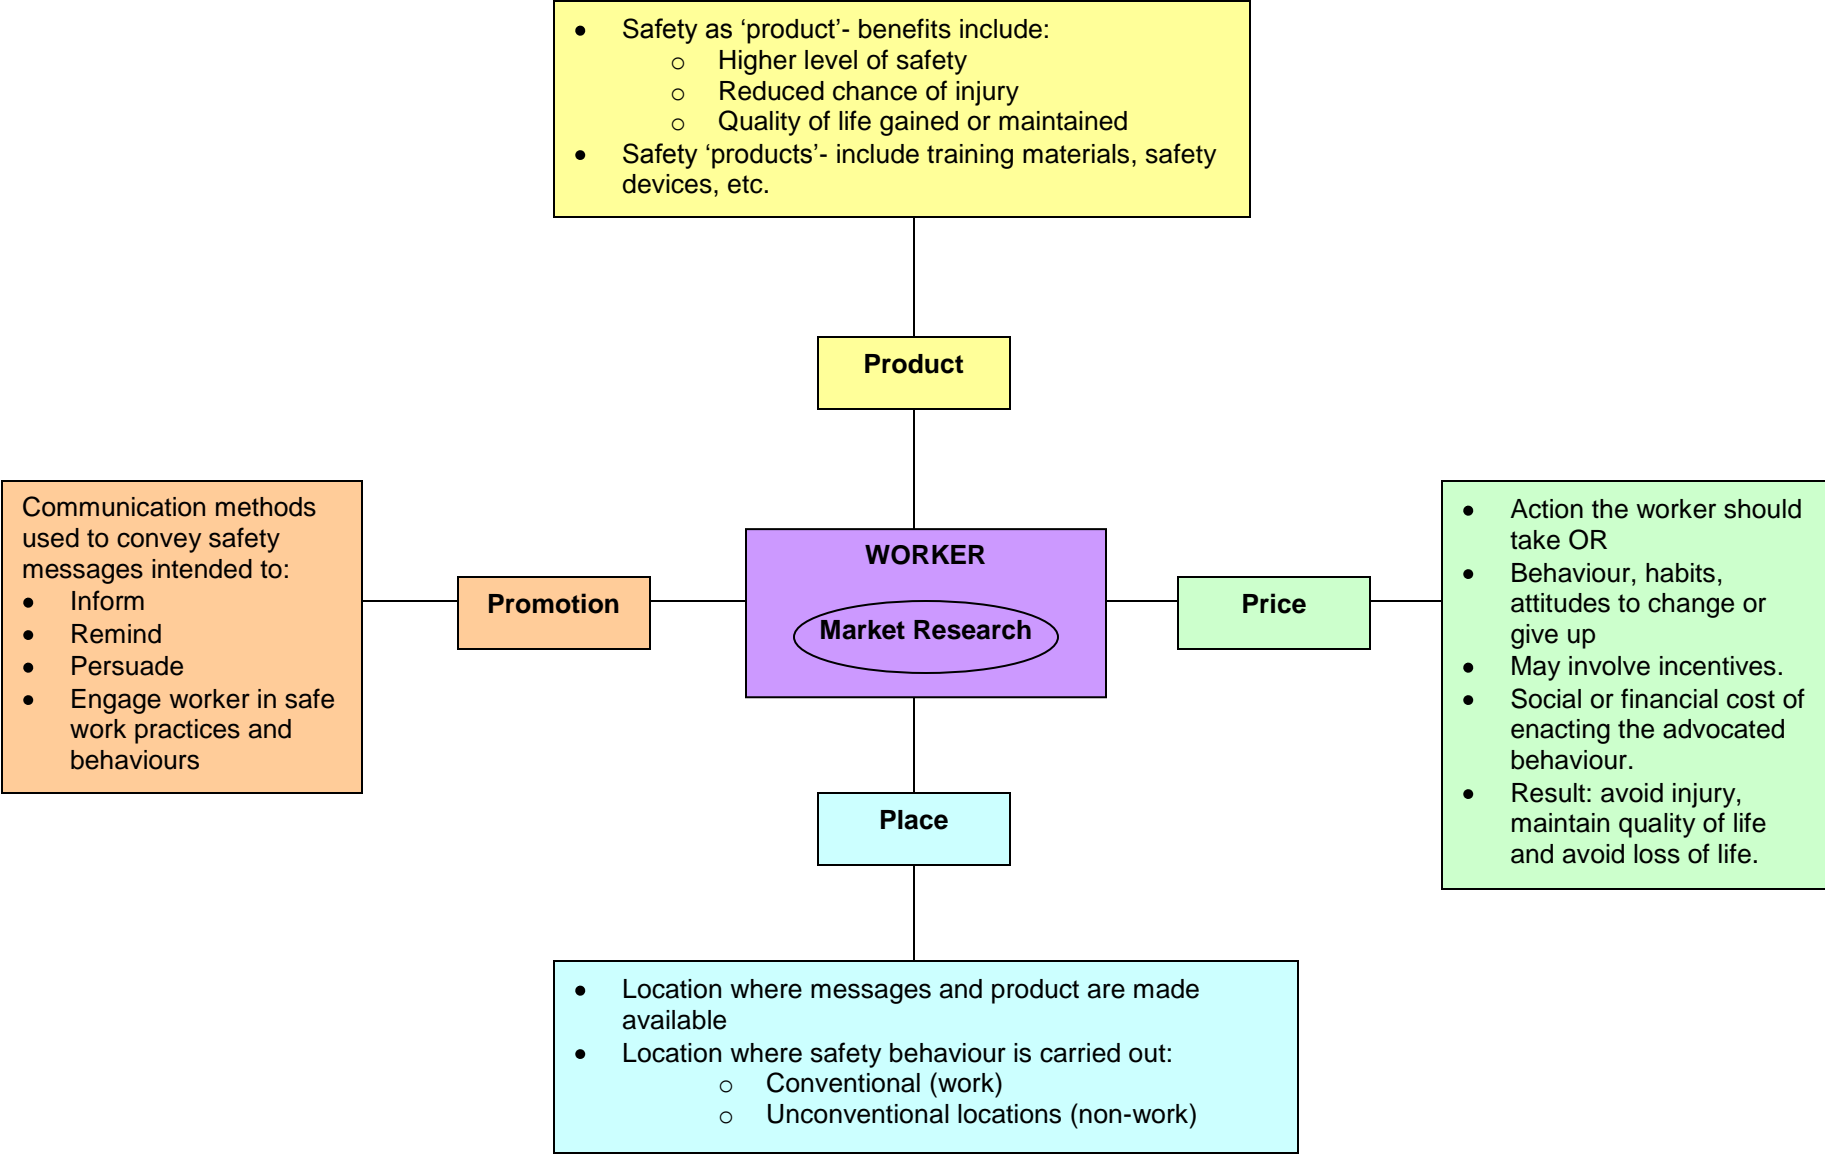 • Safety as ‘product’- benefits include:
o Higher level of safety
o Reduced chance of injury
o Quality of life gained or maintained
• Safety ‘products’- include training materials, safety
devices, etc.
Product
Communication methods
used to convey safety
messages intended to:
• Inform
• Remind
• Persuade
• Engage worker in safe
work practices and
behaviours
Promotion
WORKER
Market Research
Price
• Action the worker should
take OR
• Behaviour, habits,
attitudes to change or
give up
• May involve incentives.
• Social or financial cost of
enacting the advocated
behaviour.
• Result: avoid injury,
maintain quality of life
and avoid loss of life.
Place
• Location where messages and product are made
available
• Location where safety behaviour is carried out:
o Conventional (work)
o Unconventional locations (non-work)